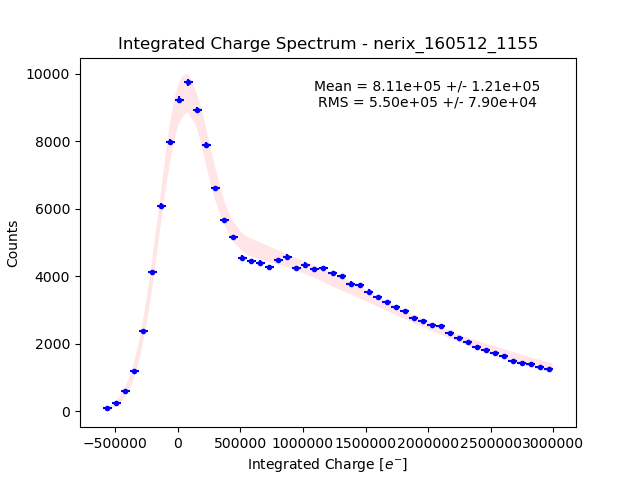 Integrated Charge Spectrum - nerix_160512_1155
Mean = 8.11e+05 +/- 1.21e+05
RMS = 5.50e+05 +/- 7.90e+04
Counts
10000
8000
6000
4000
2000
0
−500000 0 500000 1000000 1500000 2000000 2500000 3000000
Integrated Charge [e⁻]